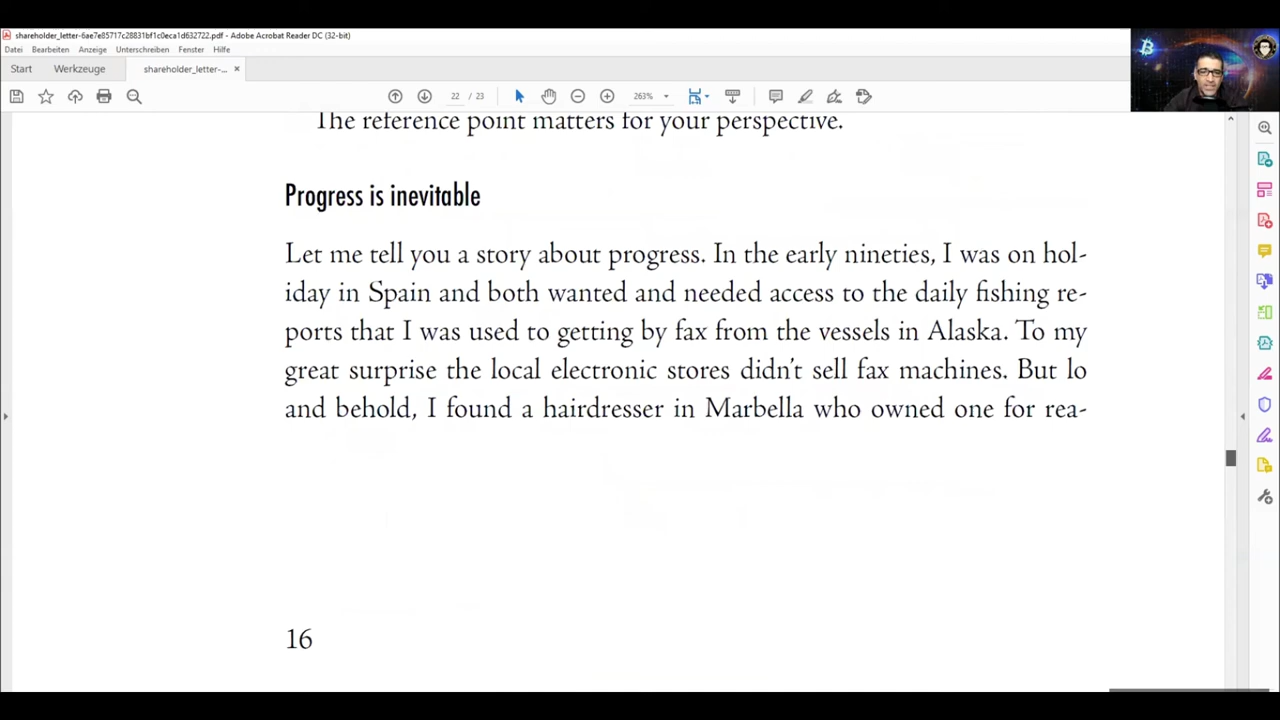 shareholder_letter-6ae7e85717c28831bf1c0eca1d632722.pdf - Adobe Acrobat Reader DC (32-bit)
Datei Bearbeiten Anzeige Unterschreiben Fenster Hilfe
Start Werkzeuge shareholder_letter-... ×
22 / 23 263%
The reference point matters for your perspective.
Progress is inevitable
Let me tell you a story about progress. In the early nineties, I was on hol-
iday in Spain and both wanted and needed access to the daily fishing re-
ports that I was used to getting by fax from the vessels in Alaska. To my
great surprise the local electronic stores didn’t sell fax machines. But lo
and behold, I found a hairdresser in Marbella who owned one for rea-
16